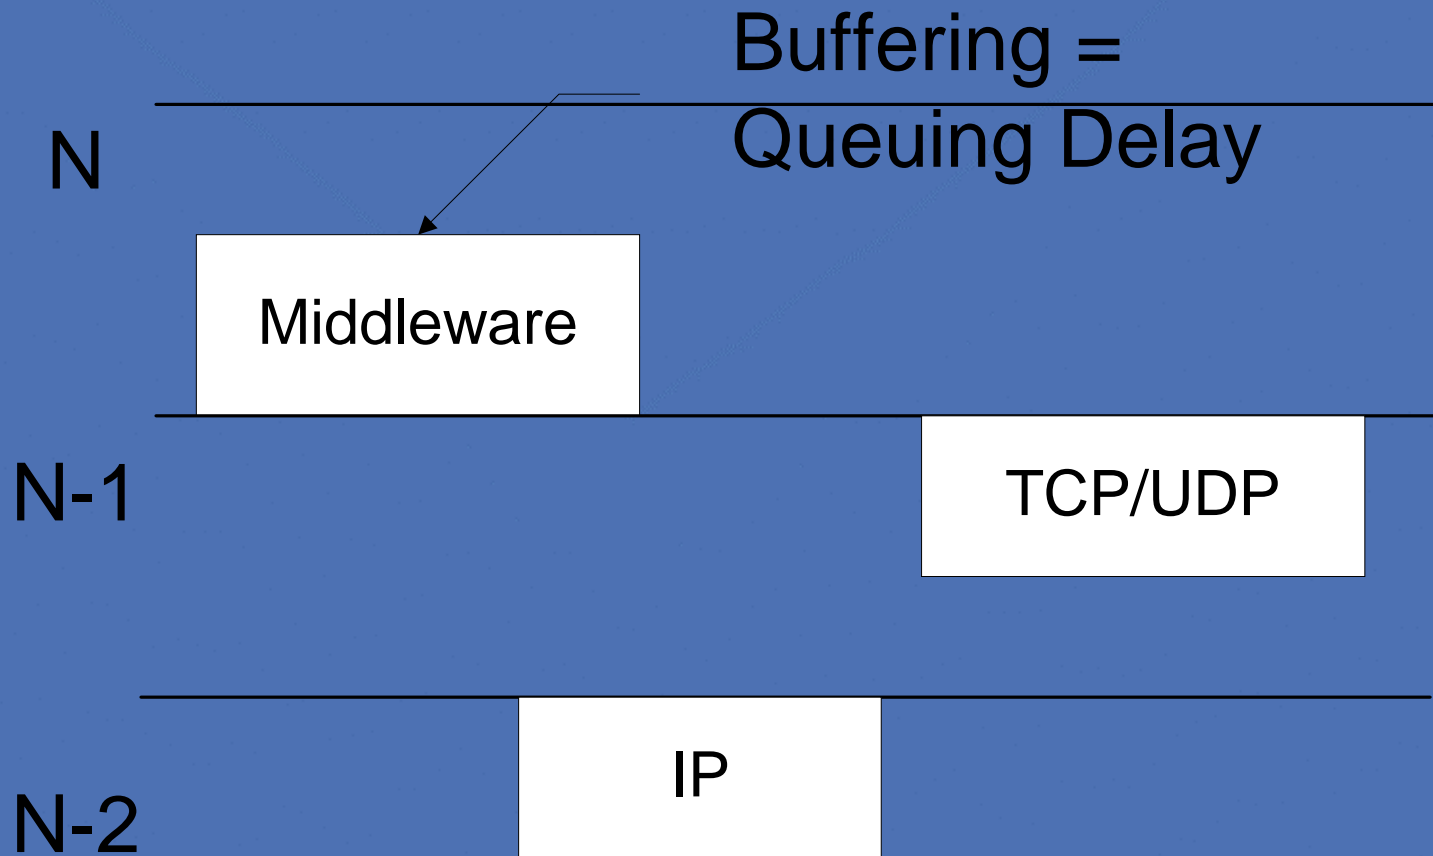 Buffering =
Queuing Delay
N
Middleware
N-1
TCP/UDP
IP
N-2